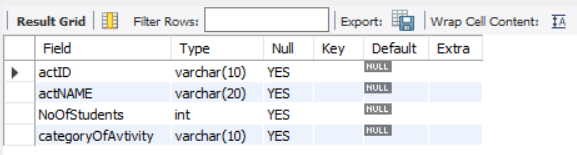 Result Grid Filter Rows: Export: Wrap Cell Content: IA
Field Type Null Key Default Extra
actID varchar(10) YES NULL
actNAME varchar(20) YES NULL
NoOfStudents int YES NULL
categoryOfAvtivity varchar(10) YES NULL